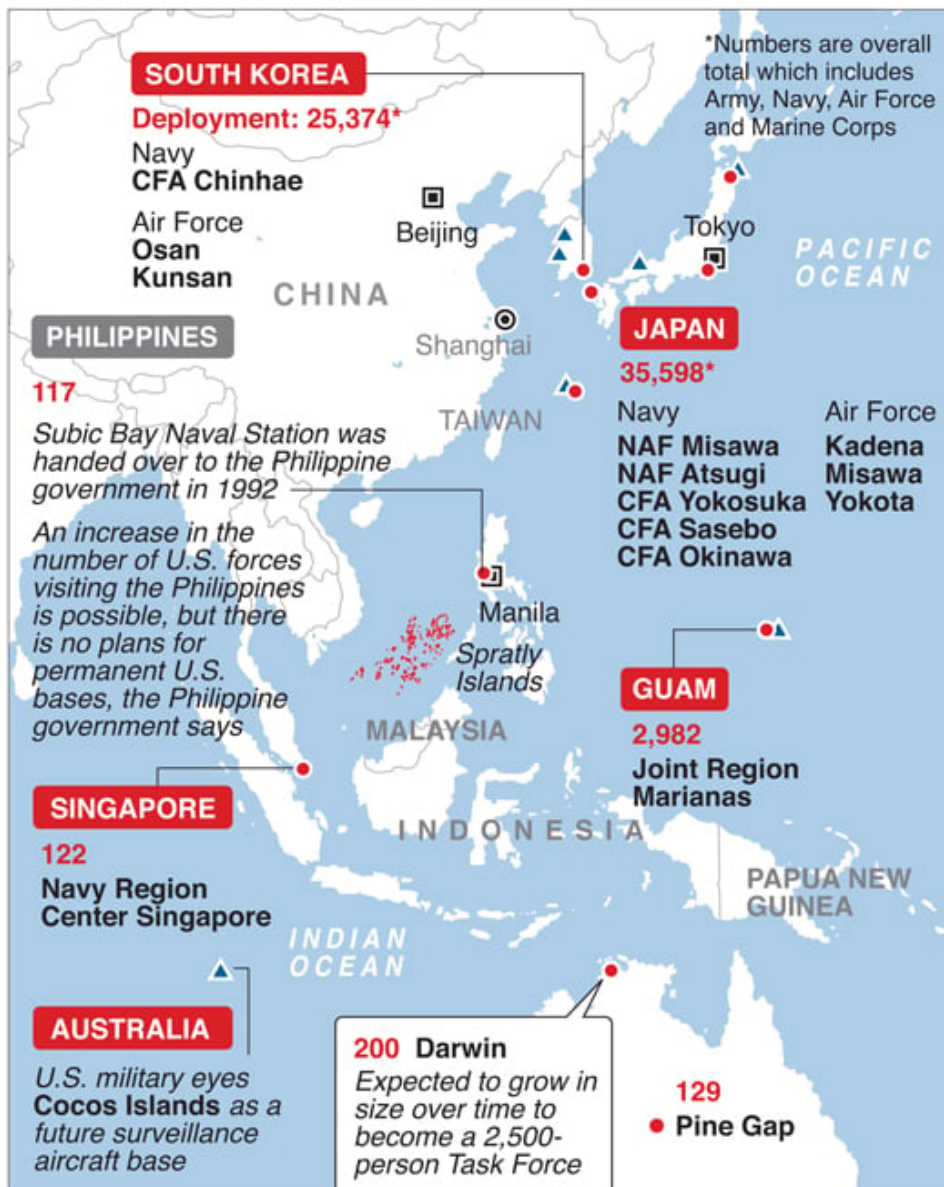 *Numbers are overall
total which includes
Army, Navy, Air Force
and Marine Corps
SOUTH KOREA
Deployment: 25,374*
Navy
CFA Chinhae
Air Force
Osan
Kunsan
Beijing
CHINA
Shanghai
TAIWAN
Tokyo
PACIFIC
OCEAN
JAPAN
35,598*
Navy
NAF Misawa
NAF Atsugi
CFA Yokosuka
CFA Sasebo
CFA Okinawa
Air Force
Kadena
Misawa
Yokota
PHILIPPINES
117
Subic Bay Naval Station was
handed over to the Philippine
government in 1992
An increase in the
number of U.S. forces
visiting the Philippines
is possible, but there
is no plans for
permanent U.S.
bases, the Philippine
government says
Manila
Spratly
Islands
MALAYSIA
GUAM
2,982
Joint Region
Marianas
SINGAPORE
122
Navy Region
Center Singapore
INDONESIA
PAPUA NEW
GUINEA
INDIAN
OCEAN
AUSTRALIA
U.S. military eyes
Cocos Islands as a
future surveillance
aircraft base
200 Darwin
Expected to grow in
size over time to
become a 2,500-
person Task Force
129
Pine Gap